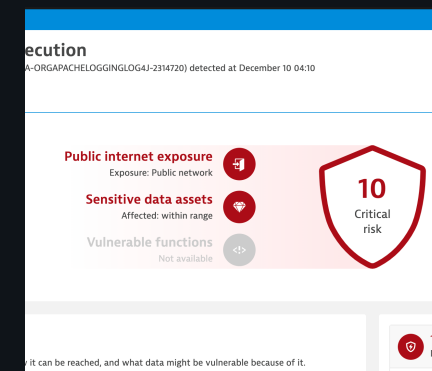 ecution
A-ORGAPACHELOGGINGLOG4J-2314720) detected at December 10 04:10
Public internet exposure
Exposure: Public network
Sensitive data assets
Affected: within range
Vulnerable functions
Not available
10
Critical
risk
it can be reached, and what data might be vulnerable because of it.